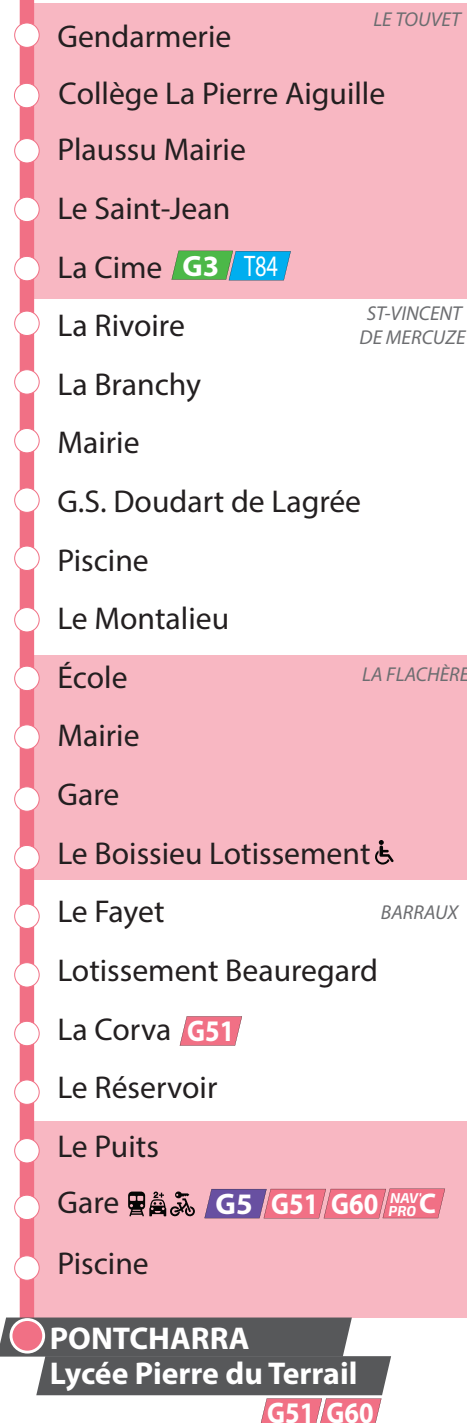 Gendarmerie LE TOUVET
Collège La Pierre Aiguille
Plaussu Mairie
Le Saint-Jean
La Cime G3 T84
La Rivoire ST-VINCENT
DE MERCUZE
La Branchy
Mairie
G.S. Doudart de Lagrée
Piscine
Le Montalieu
École LA FLACHÈRE
Mairie
Gare
Le Boissieu Lotissement
Le Fayet BARRAUX
Lotissement Beauregard
La Corva G51
Le Réservoir
Le Puits
Gare 2+ G5 G51 G60 NAV'C PRO
Piscine
PONTCHARRA
Lycée Pierre du Terrail
G51 G60